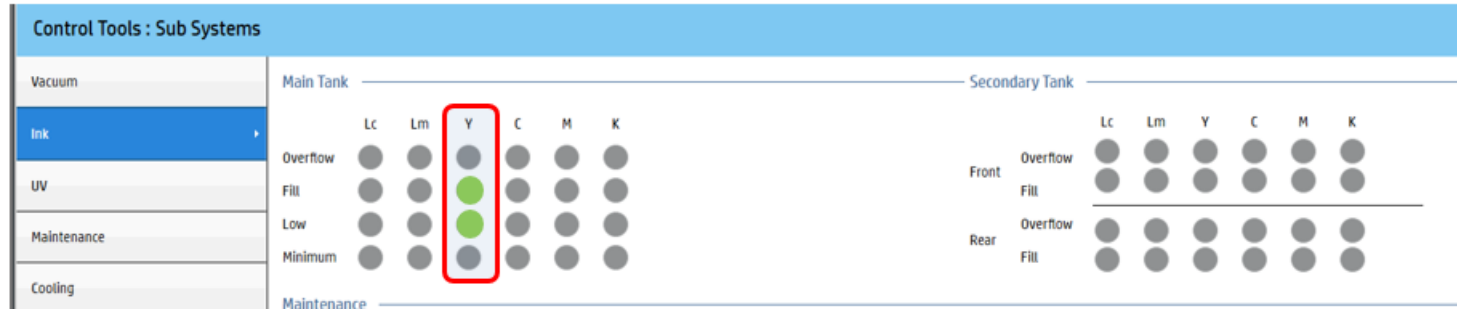 Control Tools : Sub Systems
Vacuum
Ink
UV
Maintenance
Cooling
Main Tank
Lc Lm Y C M K
Overflow
Fill
Low
Minimum
Secondary Tank
Lc Lm Y C M K
Front
Overflow
Fill
Rear
Overflow
Fill
Maintenance